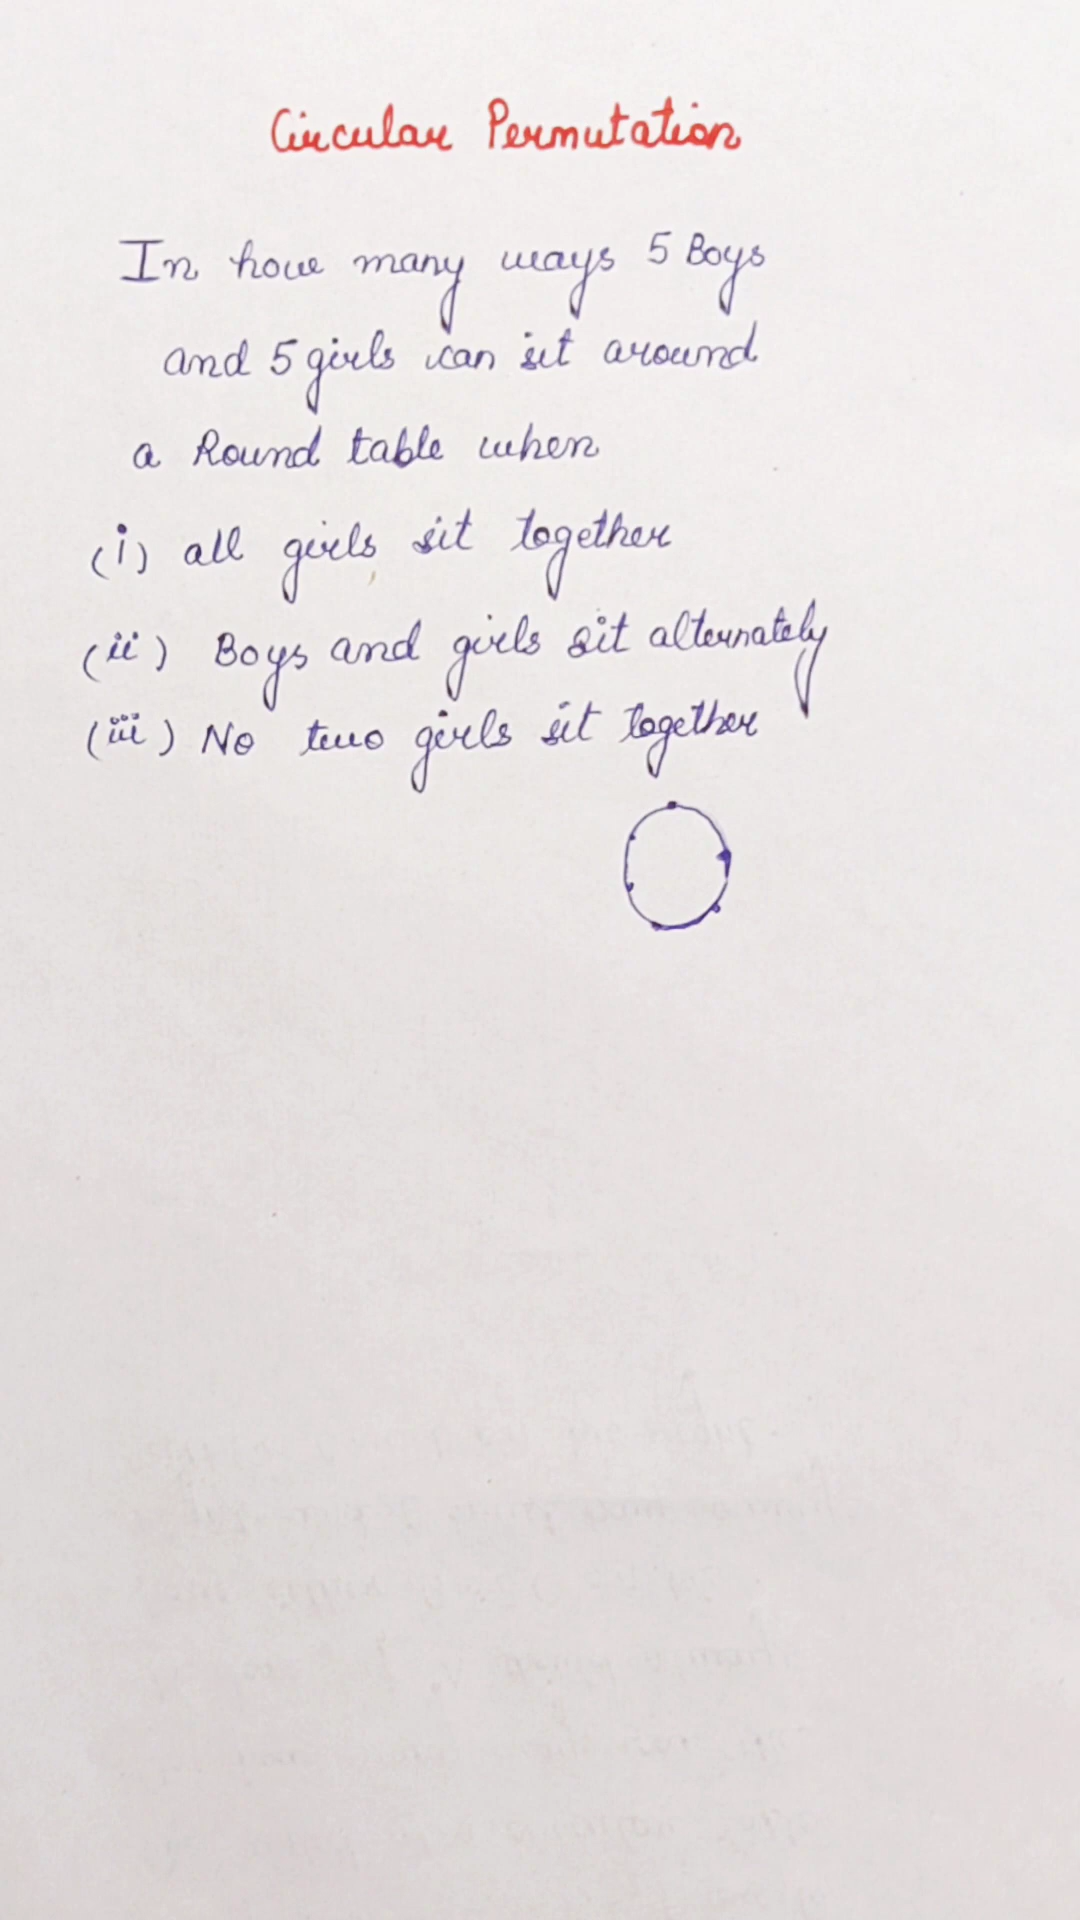 Circular Permutation
In how many ways 5 Boys
and 5 girls can sit around
a Round table when
(i) all girls sit together
(ii) Boys and girls sit alternately
(iii) No two girls sit together